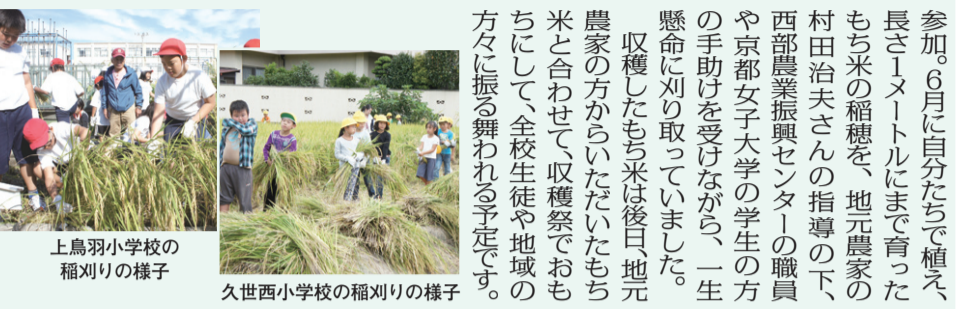 参加。6月に自分たちで植え、
長さ1メートルにまで育った
もち米の稲穂を、地元農家の
村田治夫さんの指導の下、
西部農業振興センターの職員
や京都女子大学の学生の方
の手助けを受けながら、一生
懸命に刈り取っていました。
収穫したもち米は後日、地元
農家の方からいただいたもち
米と合わせて、収穫祭でおも
ちにして、全校生徒や地域の
方々に振る舞われる予定です。
上鳥羽小学校の
稲刈りの様子
久世西小学校の稲刈りの様子